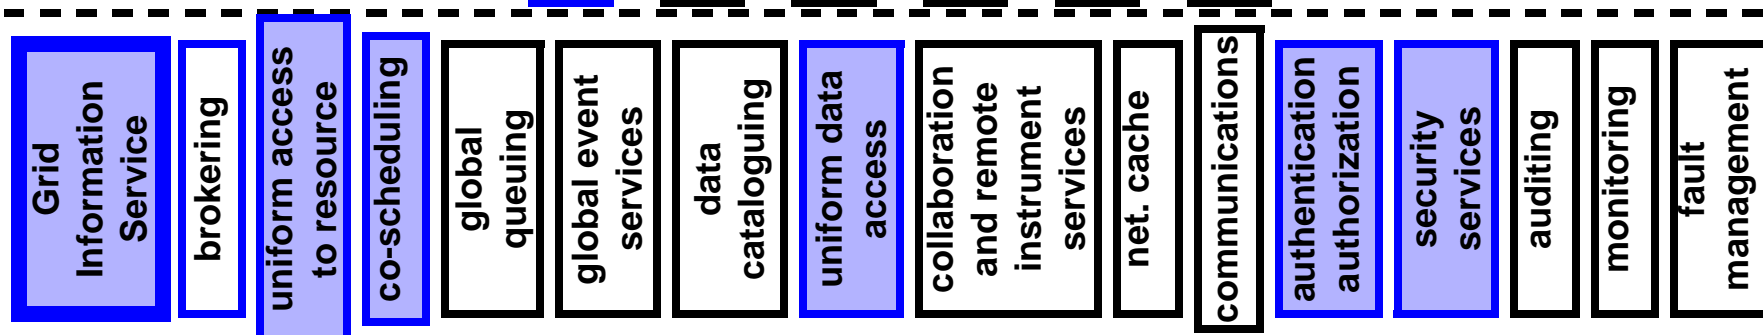 Grid
Information
Service
brokering
uniform access
to resource
co-scheduling
global
queuing
global event
services
data
cataloguing
uniform data
access
collaboration
and remote
instrument
services
net. cache
communications
authentication
authorization
security
services
auditing
monitoring
fault
management